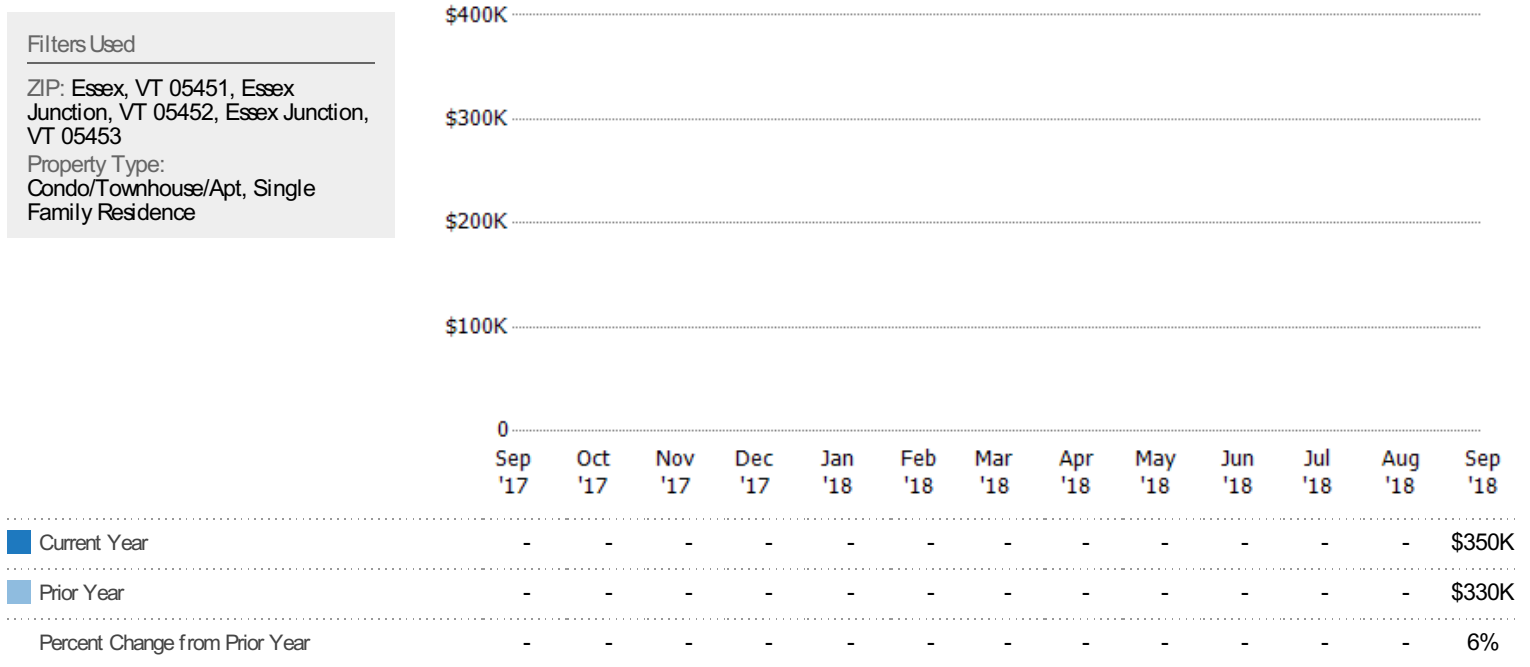 Filters Used
ZIP: Essex, VT 05451, Essex
Junction, VT 05452, Essex Junction,
VT 05453
Property Type:
Condo/Townhouse/Apt, Single
Family Residence
$400K
$300K
$200K
$100K
0
Sep Oct Nov Dec Jan Feb Mar Apr May Jun Jul Aug Sep
'17 '17 '17 '17 '18 '18 '18 '18 '18 '18 '18 '18 '18
Current Year - - - - - - - - - - - - $350K
Prior Year - - - - - - - - - - - - $330K
Percent Change from Prior Year - - - - - - - - - - - - 6%